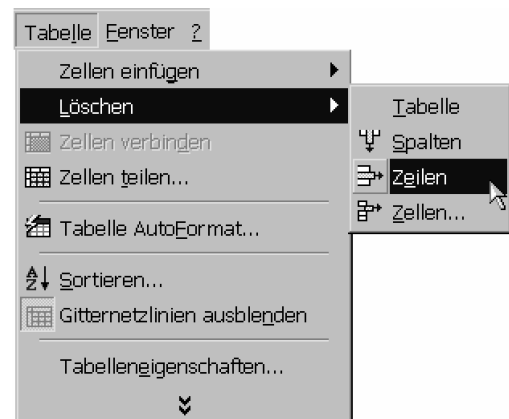 Tabelle Fenster ?
Zellen einfügen
Löschen
Zellen verbinden
Zellen teilen...
Tabelle AutoFormat...
Sortieren...
Gitternetzlinien ausblenden
Tabelleneigenschaften...
Tabelle
Spalten
Zeilen
Zellen...